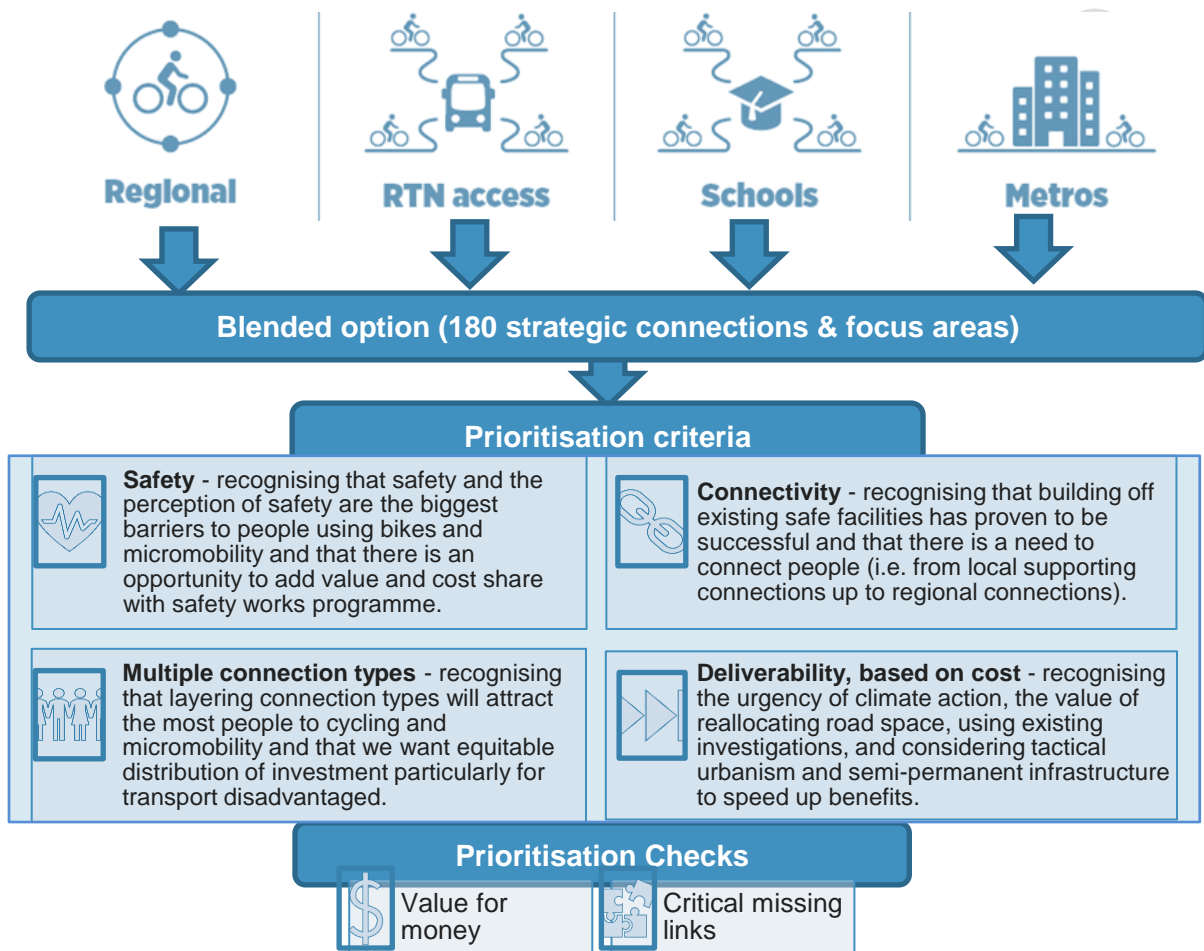 Regional
RTN access
Schools
Metros
Blended option (180 strategic connections & focus areas)
Prioritisation criteria
Safety - recognising that safety and the
perception of safety are the biggest
barriers to people using bikes and
micromobility and that there is an
opportunity to add value and cost share
with safety works programme.
Connectivity - recognising that building off
existing safe facilities has proven to be
successful and that there is a need to
connect people (i.e. from local supporting
connections up to regional connections).
Multiple connection types - recognising
that layering connection types will attract
the most people to cycling and
micromobility and that we want equitable
distribution of investment particularly for
transport disadvantaged.
Deliverability, based on cost - recognising
the urgency of climate action, the value of
reallocating road space, using existing
investigations, and considering tactical
urbanism and semi-permanent infrastructure
to speed up benefits.
Prioritisation Checks
$
Value for
money
Critical missing
links